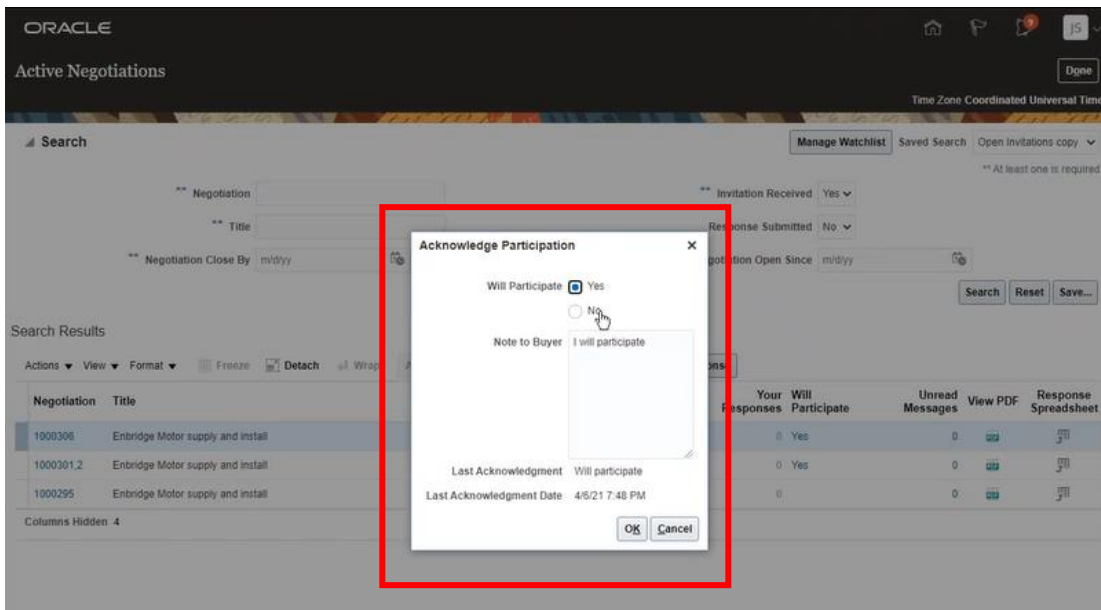 ORACLE
9
JS
Active Negotiations
Done
Time Zone Coordinated Universal Time
Search
Manage Watchlist Saved Search Open Invitations copy
** At least one is required
** Negotiation
** Invitation Received Yes
** Title
Response Submitted No
** Negotiation Close By m/d/yy
gotiation Open Since m/d/yy
Search Reset Save...
Acknowledge Participation
Will Participate Yes
No
Note to Buyer I will participate
Last Acknowledgment Will participate
Last Acknowledgment Date 4/6/21 7:48 PM
OK Cancel
Search Results
Actions View Format Freeze Detach Wrap
Negotiation Title Your Responses Will Participate Unread Messages View PDF Response Spreadsheet
1000306 Enbridge Motor supply and install 0 Yes 0
1000301,2 Enbridge Motor supply and install 0 Yes 0
1000295 Enbridge Motor supply and install 0 0
Columns Hidden 4